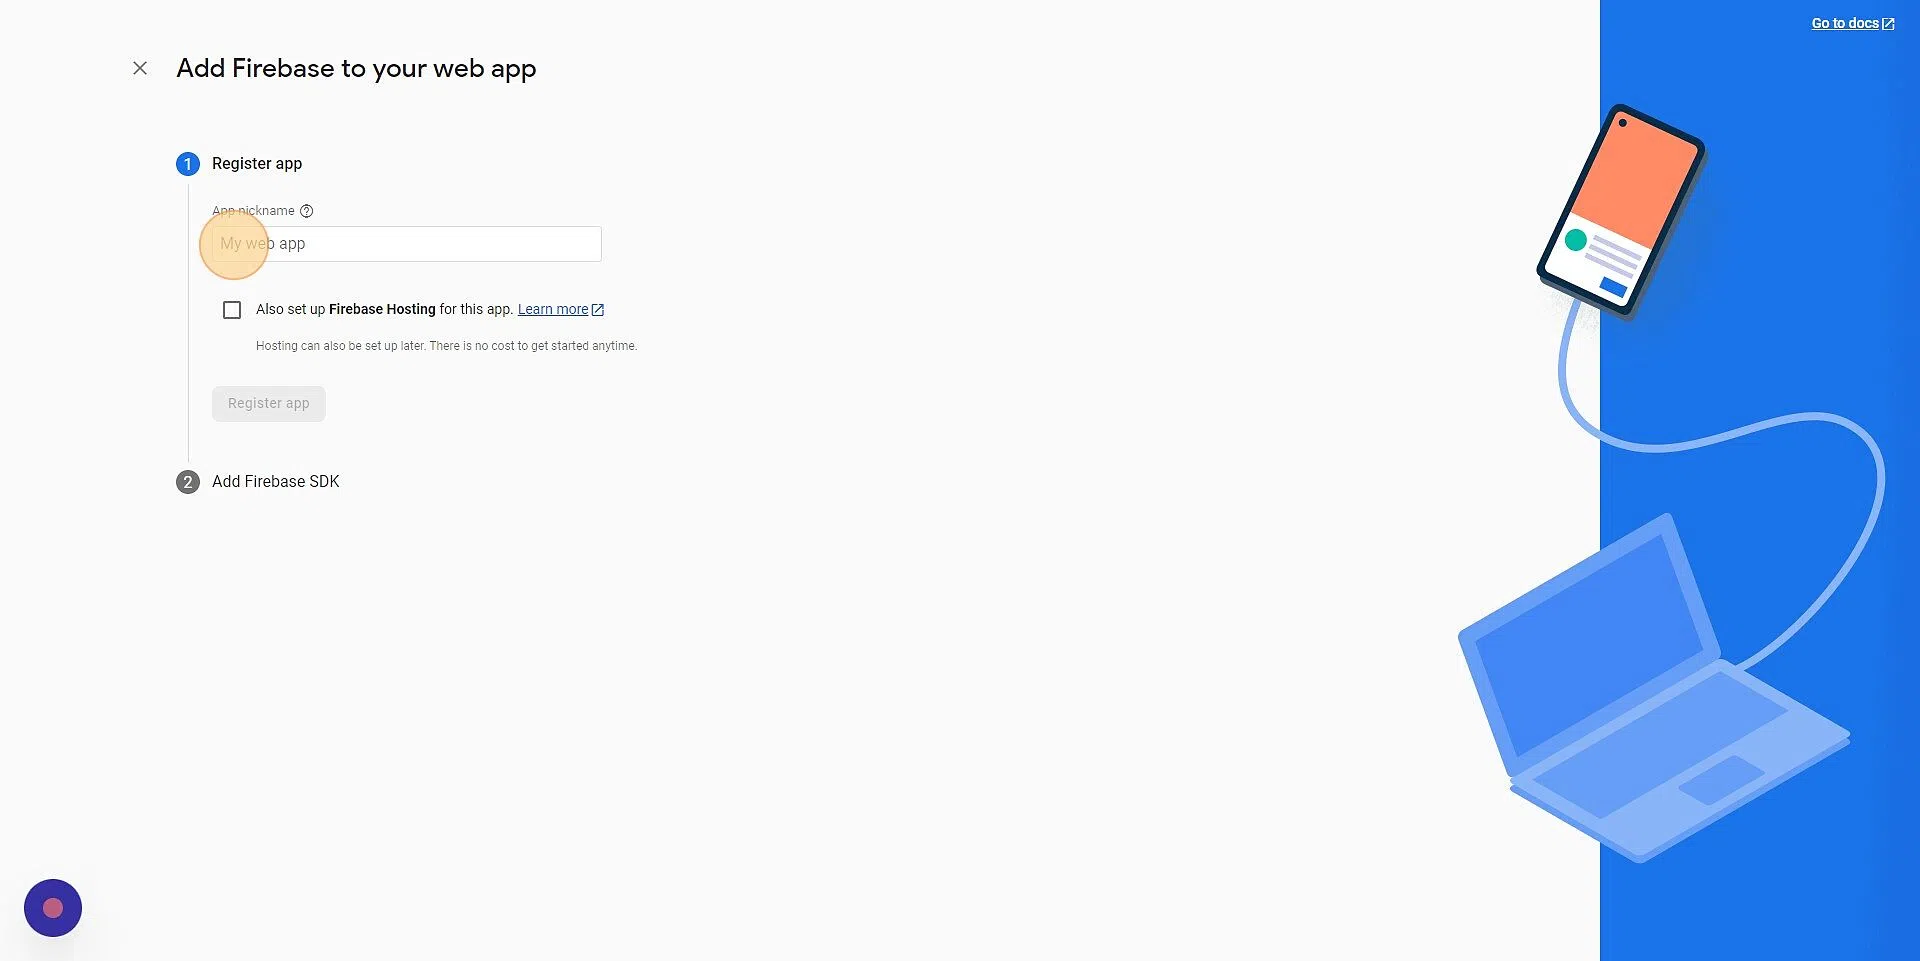 Go to docs
Add Firebase to your web app
1 Register app
App nickname
My web app
Also set up Firebase Hosting for this app. Learn more
Hosting can also be set up later. There is no cost to get started anytime.
Register app
2 Add Firebase SDK